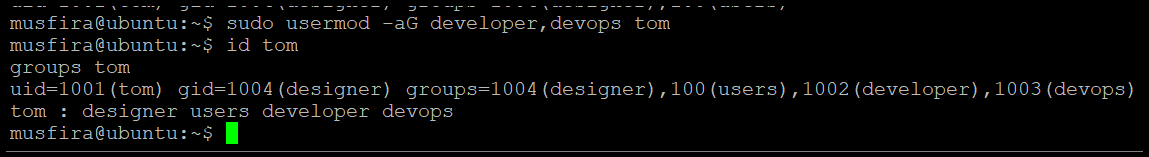 musfira@ubuntu:~$ sudo usermod -aG developer,devops tom
musfira@ubuntu:~$ id tom
groups tom
uid=1001(tom) gid=1004(designer) groups=1004(designer),100(users),1002(developer),1003(devops)
tom : designer users developer devops
musfira@ubuntu:~$